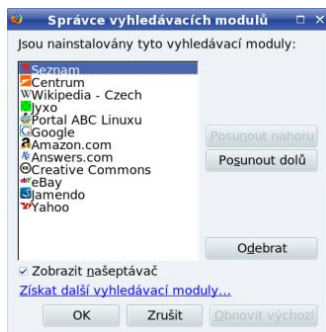 Správce vyhledávacích modulů
Jsou nainstalovány tyto vyhledávací moduly:
Seznam
Centrum
Wikipedia - Czech
Jyxo
Portal ABC Linuxu
Google
Amazon.com
Answers.com
Creative Commons
eBay
Jamendo
Yahoo
Posunout nahoru
Posunout dolů
Odebrat
Zobrazit našeptávač
Získat další vyhledávací moduly...
OK
Zrušit
Obnovit výchozí